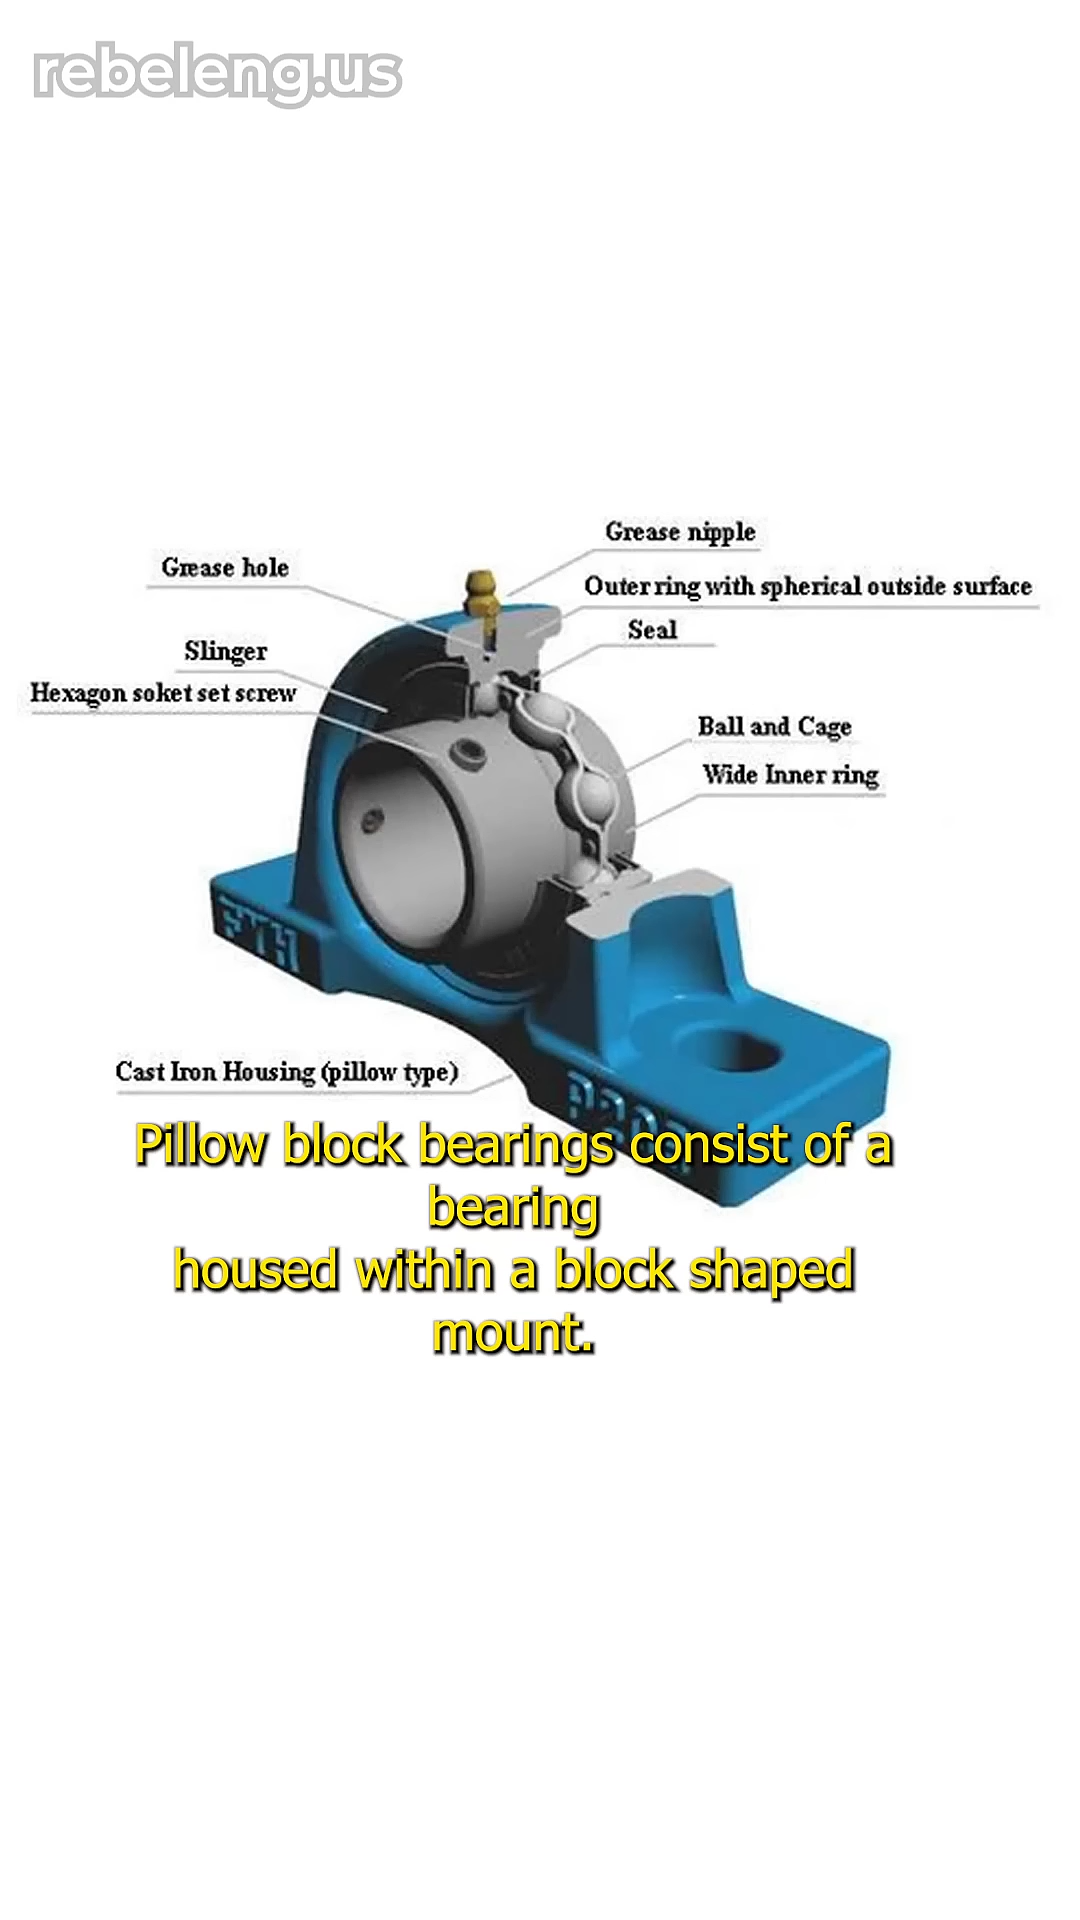 rebeleng.us
Grease nipple
Grease hole
Outer ring with spherical outside surface
Seal
Slinger
Hexagon soket set screw
Ball and Cage
Wide Inner ring
Cast Iron Housing (pillow type)
Pillow block bearings consist of a
bearing
housed within a block shaped
mount.